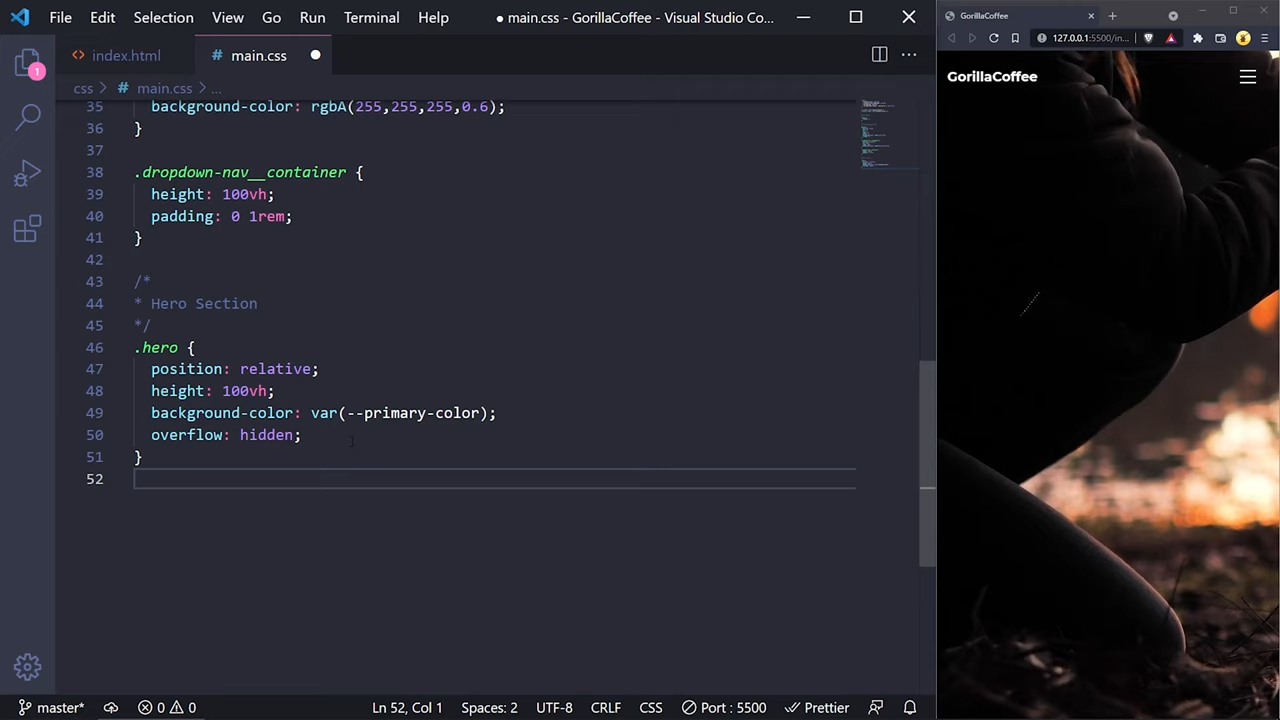 File Edit Selection View Go Run Terminal Help ● main.css - GorillaCoffee - Visual Studio Co...
index.html # main.css
css > # main.css > ...
35 background-color: rgbA(255,255,255,0.6);
36 }
37
38 .dropdown-nav__container {
39 height: 100vh;
40 padding: 0 1rem;
41 }
42
43 /*
44 * Hero Section
45 */
46 .hero {
47 position: relative;
48 height: 100vh;
49 background-color: var(--primary-color);
50 overflow: hidden;
51 }
52
1
master* 0 0 Ln 52, Col 1 Spaces: 2 UTF-8 CRLF CSS Port : 5500 Prettier
GorillaCoffee
127.0.0.1:5500/in...
GorillaCoffee